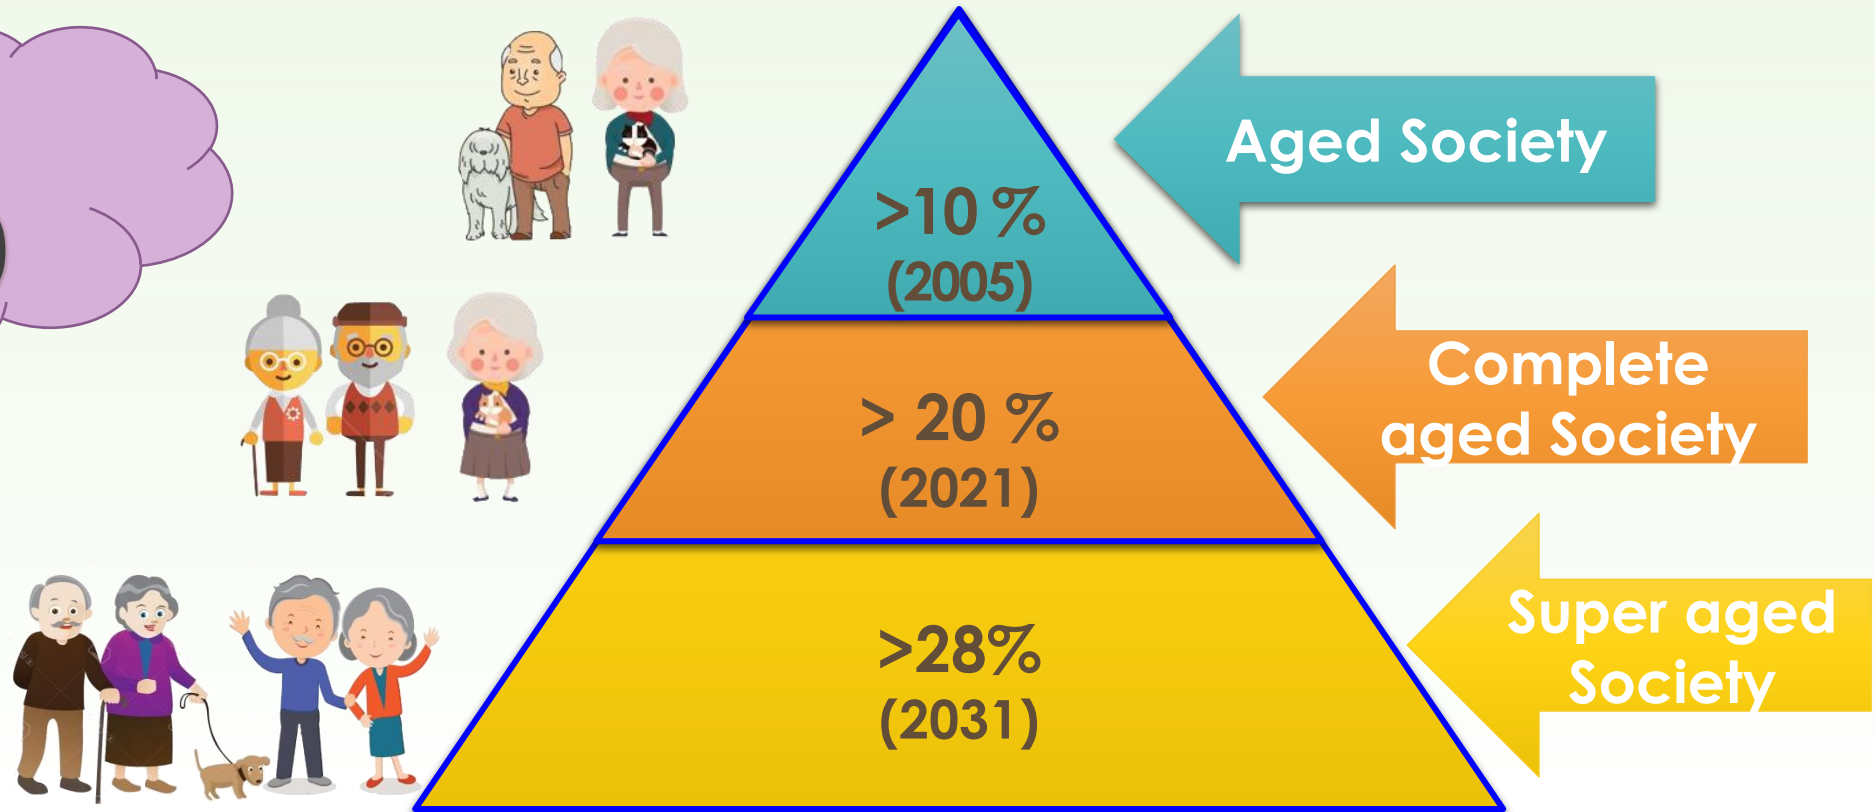 >10 %
(2005)
Aged Society
> 20 %
(2021)
Complete
aged Society
>28%
(2031)
Super aged
Society